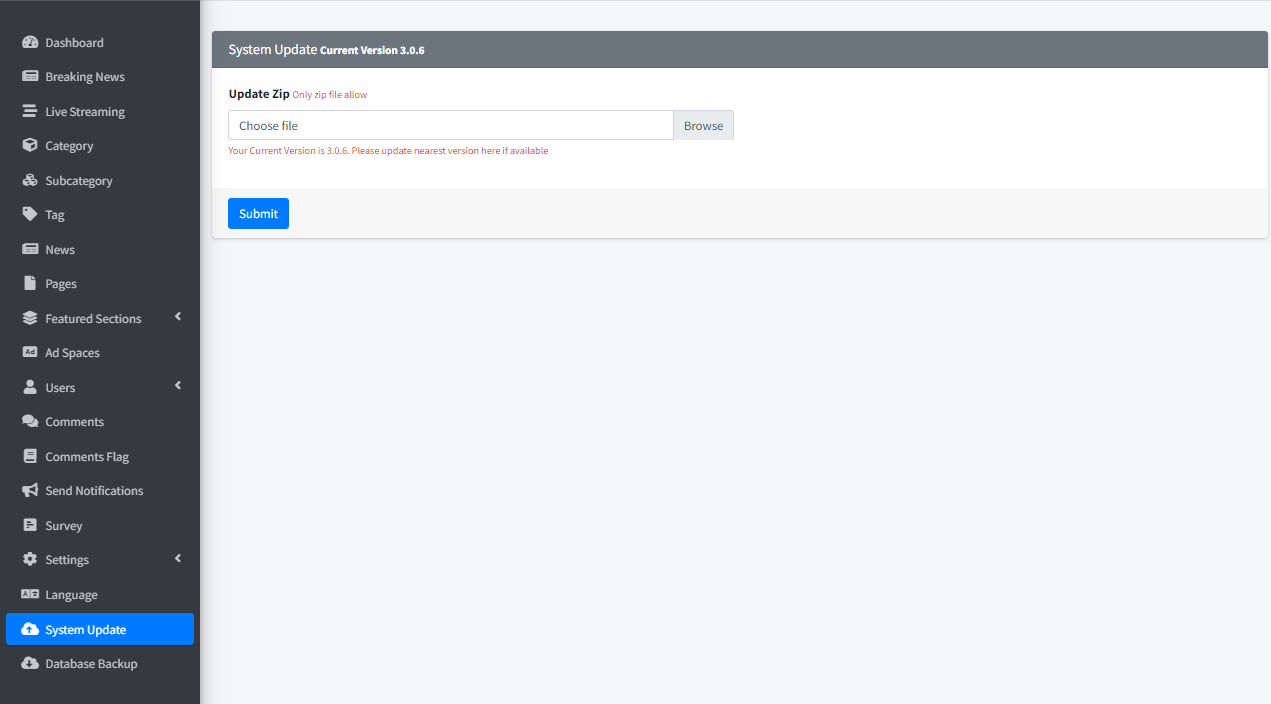 Dashboard
Breaking News
Live Streaming
Category
Subcategory
Tag
News
Pages
Featured Sections
Ad Spaces
Users
Comments
Comments Flag
Send Notifications
Survey
Settings
Language
System Update
Database Backup
System Update Current Version 3.0.6
Update Zip Only zip file allow
Choose file Browse
Your Current Version is 3.0.6. Please update nearest version here if available
Submit